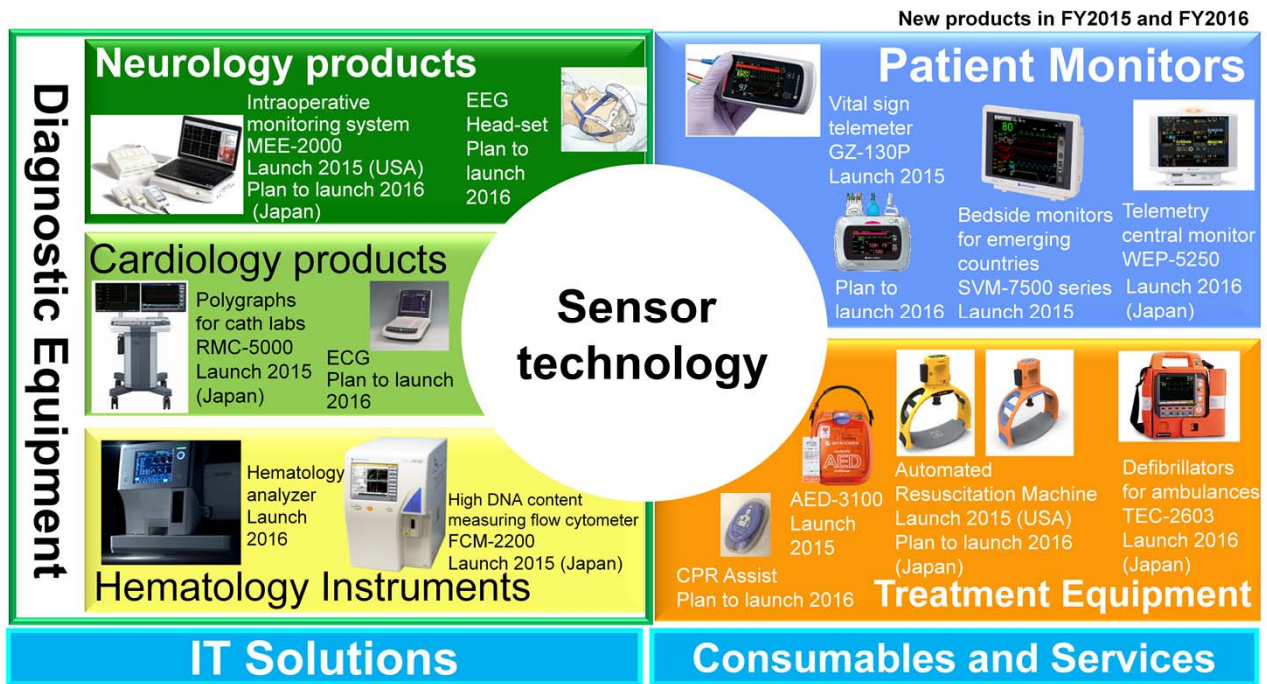 New products in FY2015 and FY2016
Diagnostic Equipment
Neurology products
Intraoperative
monitoring system
MEE-2000
Launch 2015 (USA)
Plan to launch 2016
(Japan)
EEG
Head-set
Plan to
launch
2016
Cardiology products
Polygraphs
for cath labs
RMC-5000
Launch 2015
(Japan)
ECG
Plan to launch
2016
Hematology
analyzer
Launch
2016
High DNA content
measuring flow cytometer
FCM-2200
Launch 2015 (Japan)
Hematology Instruments
Sensor
technology
Patient Monitors
Vital sign
telemeter
GZ-130P
Launch 2015
Plan to
launch 2016
80
97
Bedside monitors
for emerging
countries
SVM-7500 series
Launch 2015
Telemetry
central monitor
WEP-5250
Launch 2016
(Japan)
AED
AED-3100
Launch
2015
CPR Assist
Plan to launch 2016
Automated
Resuscitation Machine
Launch 2015 (USA)
Plan to launch 2016
(Japan)
Defibrillators
for ambulances
TEC-2603
Launch 2016
(Japan)
Treatment Equipment
IT Solutions
Consumables and Services